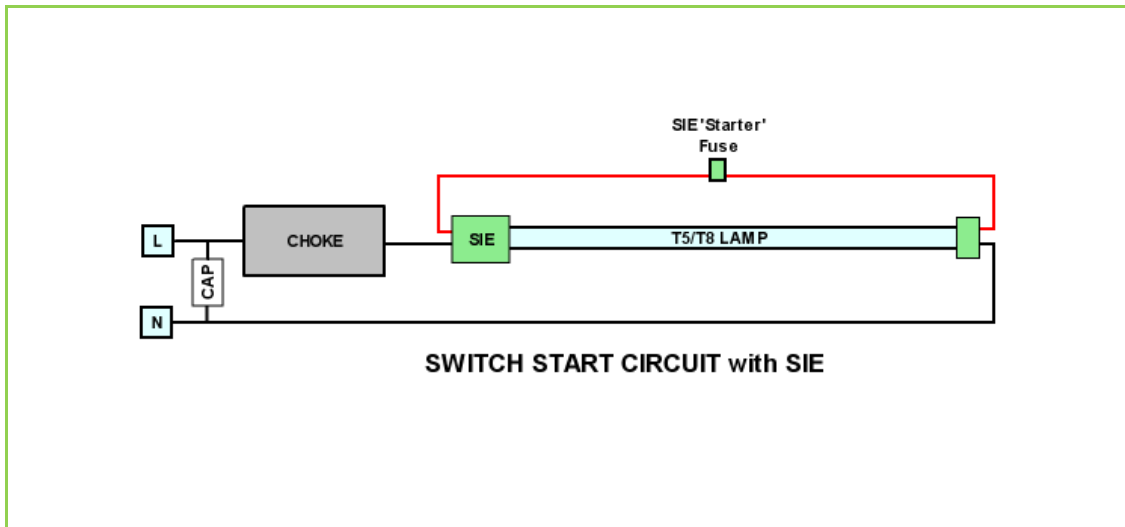 SIE'Starter'
Fuse
L
CHOKE
SIE
T5/T8 LAMP
CAP
N
SWITCH START CIRCUIT with SIE